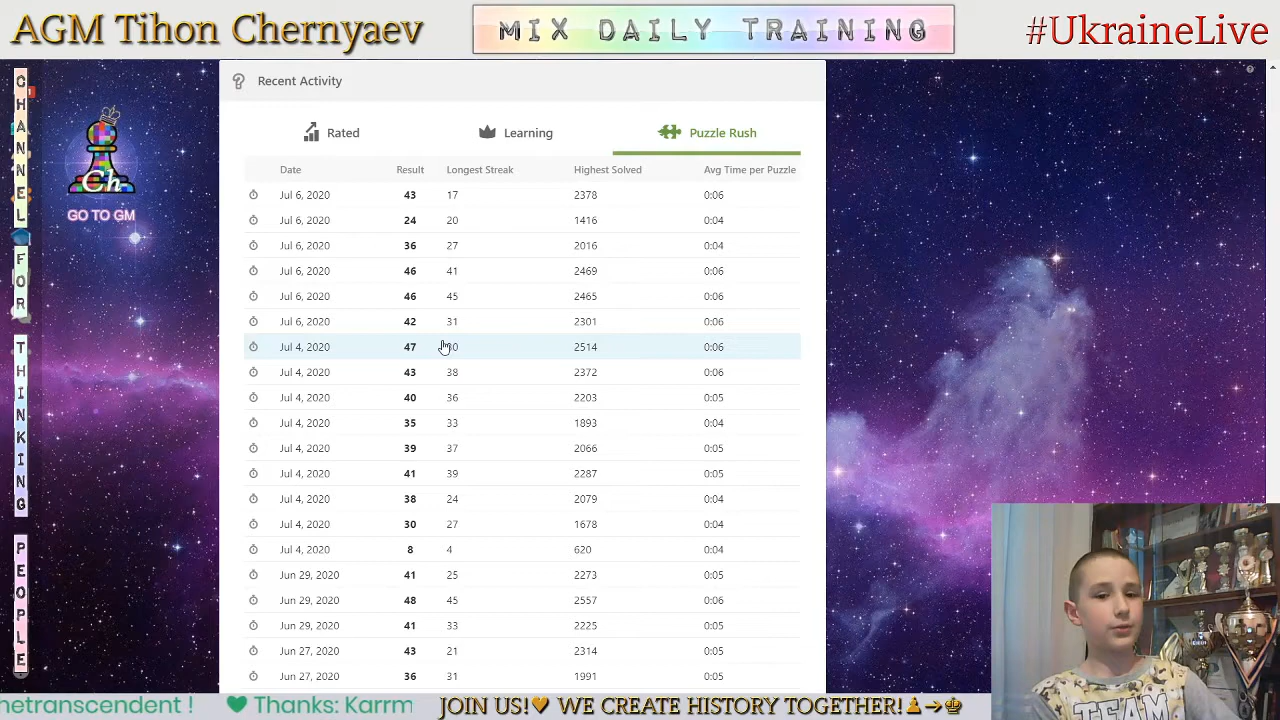 AGM Tihon Chernyaev
MIX DAILY TRAINING
#UkraineLive
CHANNEL FOR THINKING PEOPLE
1
Ch
GO TO GM
Recent Activity
Rated Learning Puzzle Rush
Date Result Longest Streak Highest Solved Avg Time per Puzzle
Jul 6, 2020 43 17 2378 0:06
Jul 6, 2020 24 20 1416 0:04
Jul 6, 2020 36 27 2016 0:04
Jul 6, 2020 46 41 2469 0:06
Jul 6, 2020 46 45 2465 0:06
Jul 6, 2020 42 31 2301 0:06
Jul 4, 2020 47 2514 0:06
Jul 4, 2020 43 38 2372 0:06
Jul 4, 2020 40 36 2203 0:05
Jul 4, 2020 35 33 1893 0:04
Jul 4, 2020 39 37 2066 0:05
Jul 4, 2020 41 39 2287 0:05
Jul 4, 2020 38 24 2079 0:04
Jul 4, 2020 30 27 1678 0:04
Jul 4, 2020 8 4 620 0:04
Jun 29, 2020 41 25 2273 0:05
Jun 29, 2020 48 45 2557 0:06
Jun 29, 2020 41 33 2225 0:05
Jun 27, 2020 43 21 2314 0:05
Jun 27, 2020 36 31 1991 0:05
TEAM
netranscendent ! Thanks: Karrm
JOIN US! WE CREATE HISTORY TOGETHER!